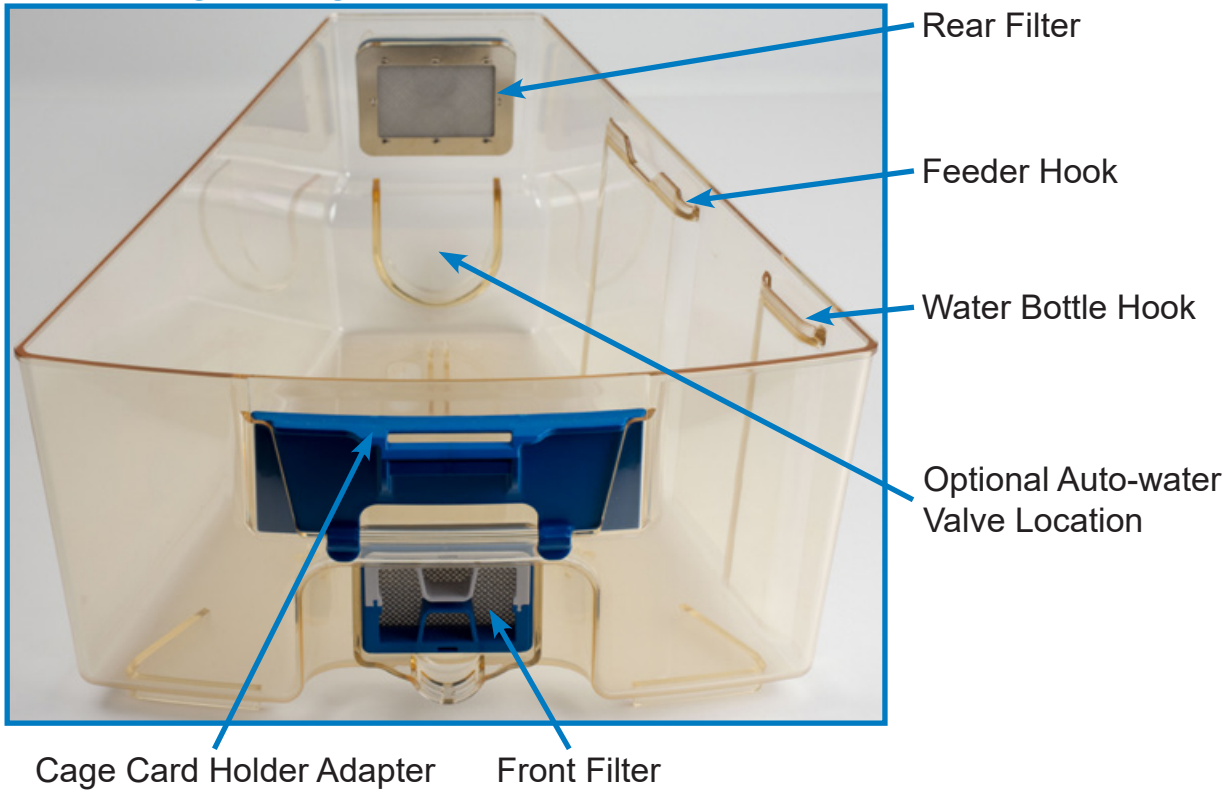 Rear Filter
Feeder Hook
Water Bottle Hook
Optional Auto-water
Valve Location
Cage Card Holder Adapter
Front Filter